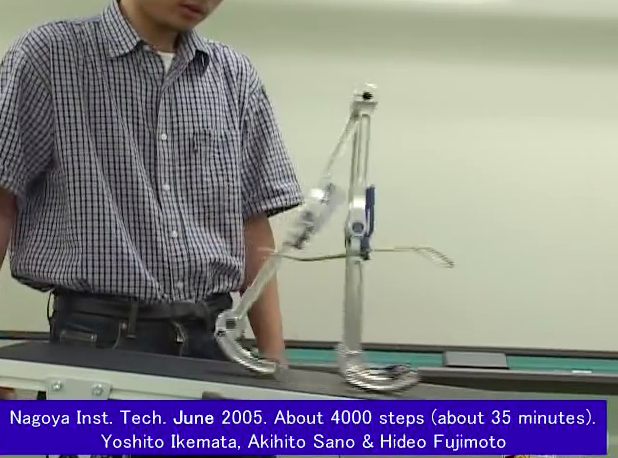 Nagoya Inst. Tech. June 2005. About 4000 steps (about 35 minutes).
Yoshito Ikemata, Akihito Sano & Hideo Fujimoto